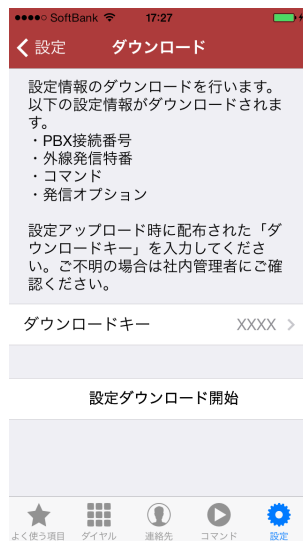 SoftBank 17:27
設定 ダウンロード
設定情報のダウンロードを行います。
以下の設定情報がダウンロードされま
す。
・PBX接続番号
・外線発信特番
・コマンド
・発信オプション
設定アップロード時に配布された「ダ
ウンロードキー」を入力してくださ
い。ご不明の場合は社内管理者にご確
認ください。
ダウンロードキー XXXX
設定ダウンロード開始
よく使う項目 ダイヤル 連絡先 コマンド 設定